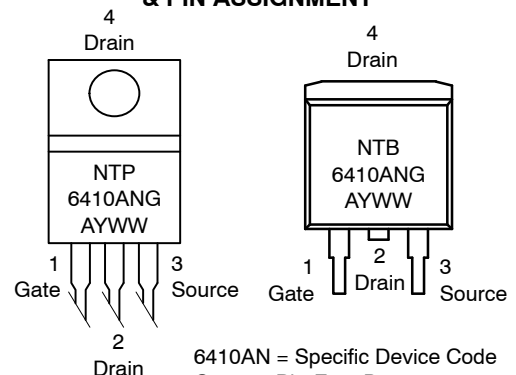 & PIN ASSIGNMENT
4
Drain
NTP
6410ANG
AYWW
1
Gate
3
Source
2
Drain
4
Drain
NTB
6410ANG
AYWW
1
Gate
2
Drain
3
Source
6410AN = Specific Device Code